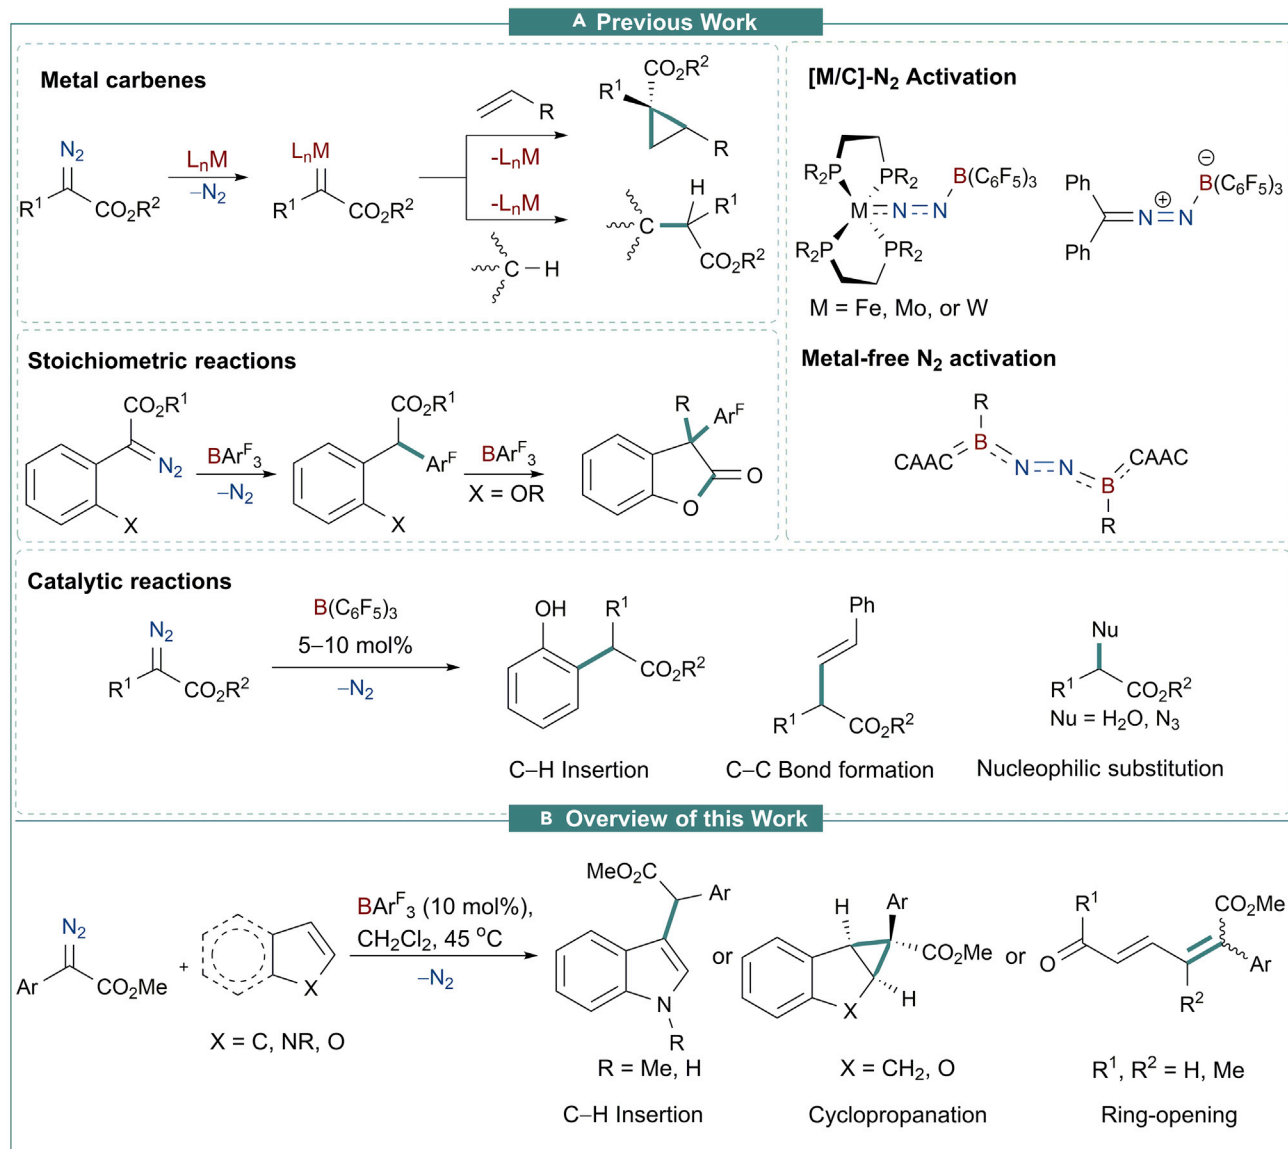 A Previous Work
Metal carbenes
N₂
R¹
CO₂R²
LₙM
−N₂
LₙM
R¹
CO₂R²
R
-LₙM
-LₙM
C−H
CO₂R²
R¹
R
H
C
R¹
CO₂R²
[M/C]-N₂ Activation
R₂P
PR₂
M
N
N
B(C₆F₅)₃
R₂P
PR₂
M = Fe, Mo, or W
Ph
Ph
⊕
N
N
⊖
B(C₆F₅)₃
Metal-free N₂ activation
R
CAAC
B
N
N
CAAC
B
R
Stoichiometric reactions
CO₂R¹
N₂
X
BArᶠ₃
−N₂
CO₂R¹
Arᶠ
X
BArᶠ₃
X = OR
R
Arᶠ
O
O
Catalytic reactions
N₂
R¹
CO₂R²
B(C₆F₅)₃
5−10 mol%
−N₂
OH
R¹
CO₂R²
C−H Insertion
Ph
R¹
CO₂R²
C−C Bond formation
Nu
R¹
CO₂R²
Nu = H₂O, N₃
Nucleophilic substitution
B Overview of this Work
N₂
Ar
CO₂Me
+
X
X = C, NR, O
BArᶠ₃ (10 mol%),
CH₂Cl₂, 45 ºC
−N₂
MeO₂C
Ar
N
R
R = Me, H
C−H Insertion
or
H
Ar
CO₂Me
H
X
X = CH₂, O
Cyclopropanation
or
R¹
O
R²
CO₂Me
Ar
R¹, R² = H, Me
Ring-opening